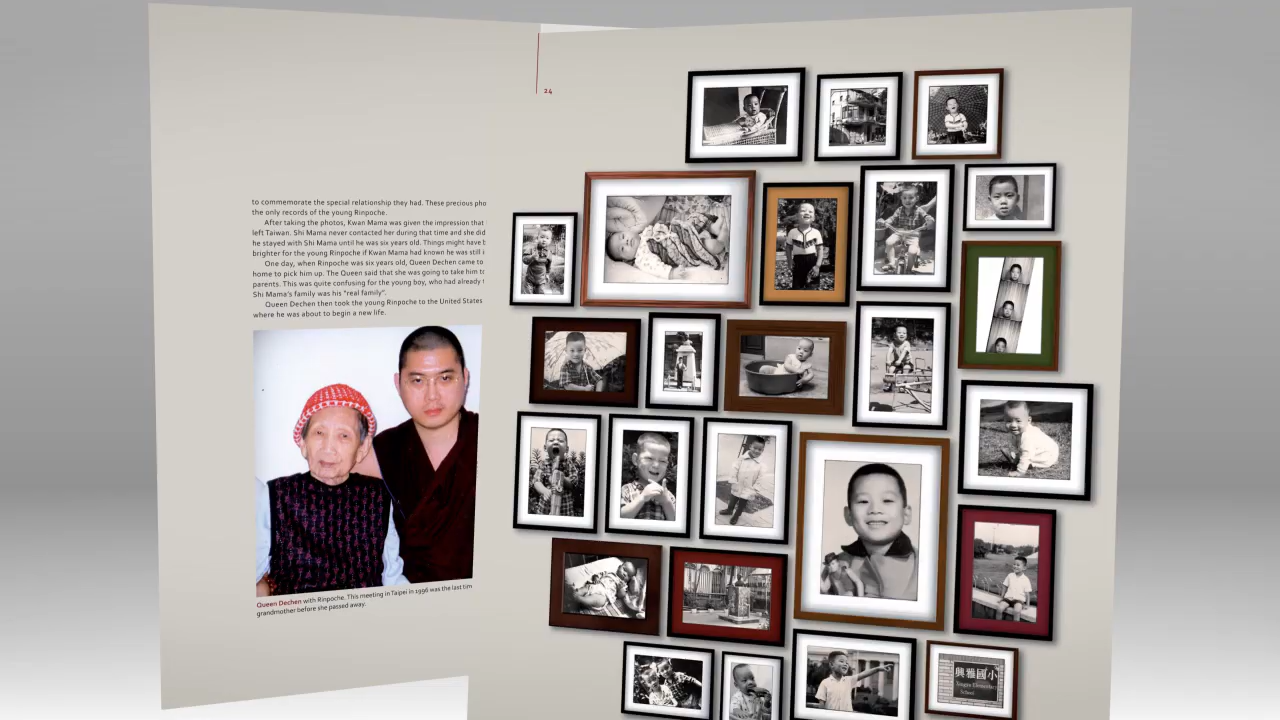 24
to commemorate the special relationship they had. These precious pho
the only records of the young Rinpoche.
After taking the photos, Kwan Mama was given the impression that
left Taiwan. Shi Mama never contacted her during that time and she did
he stayed with Shi Mama until he was six years old. Things might have b
brighter for the young Rinpoche if Kwan Mama had known he was still i
One day, when Rinpoche was six years old, Queen Dechen came to
home to pick him up. The Queen said that she was going to take him to
parents. This was quite confusing for the young boy, who had already
Shi Mama's family was his "real family".
Queen Dechen then took the young Rinpoche to the United States
where he was about to begin a new life.
Queen Dechen with Rinpoche. This meeting in Taipei in 1998 was the last tim
grandmother before she passed away.
興雅國小
Elementary
School